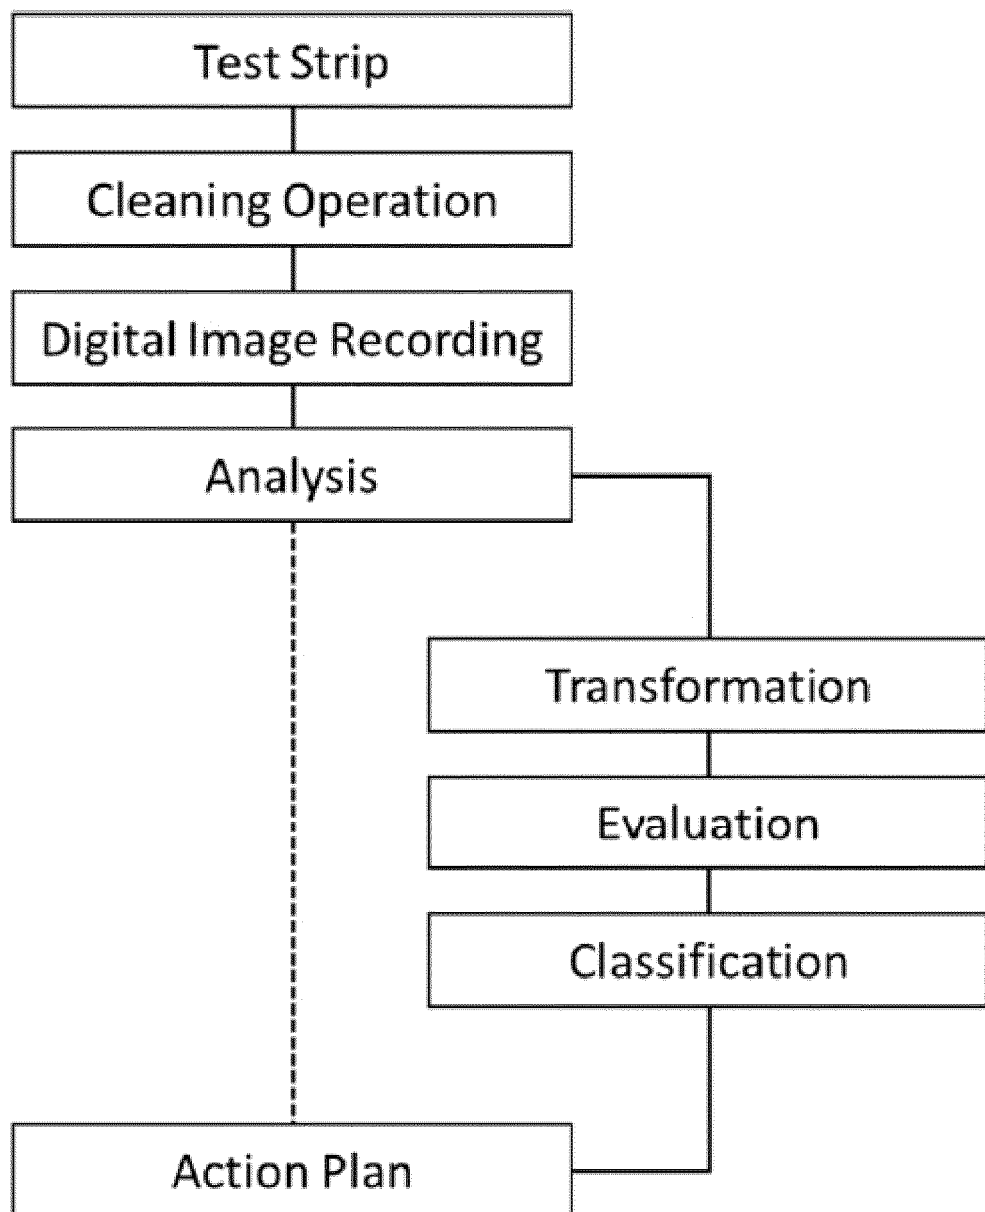 Test Strip
Cleaning Operation
Digital Image Recording
Analysis
Transformation
Evaluation
Classification
Action Plan